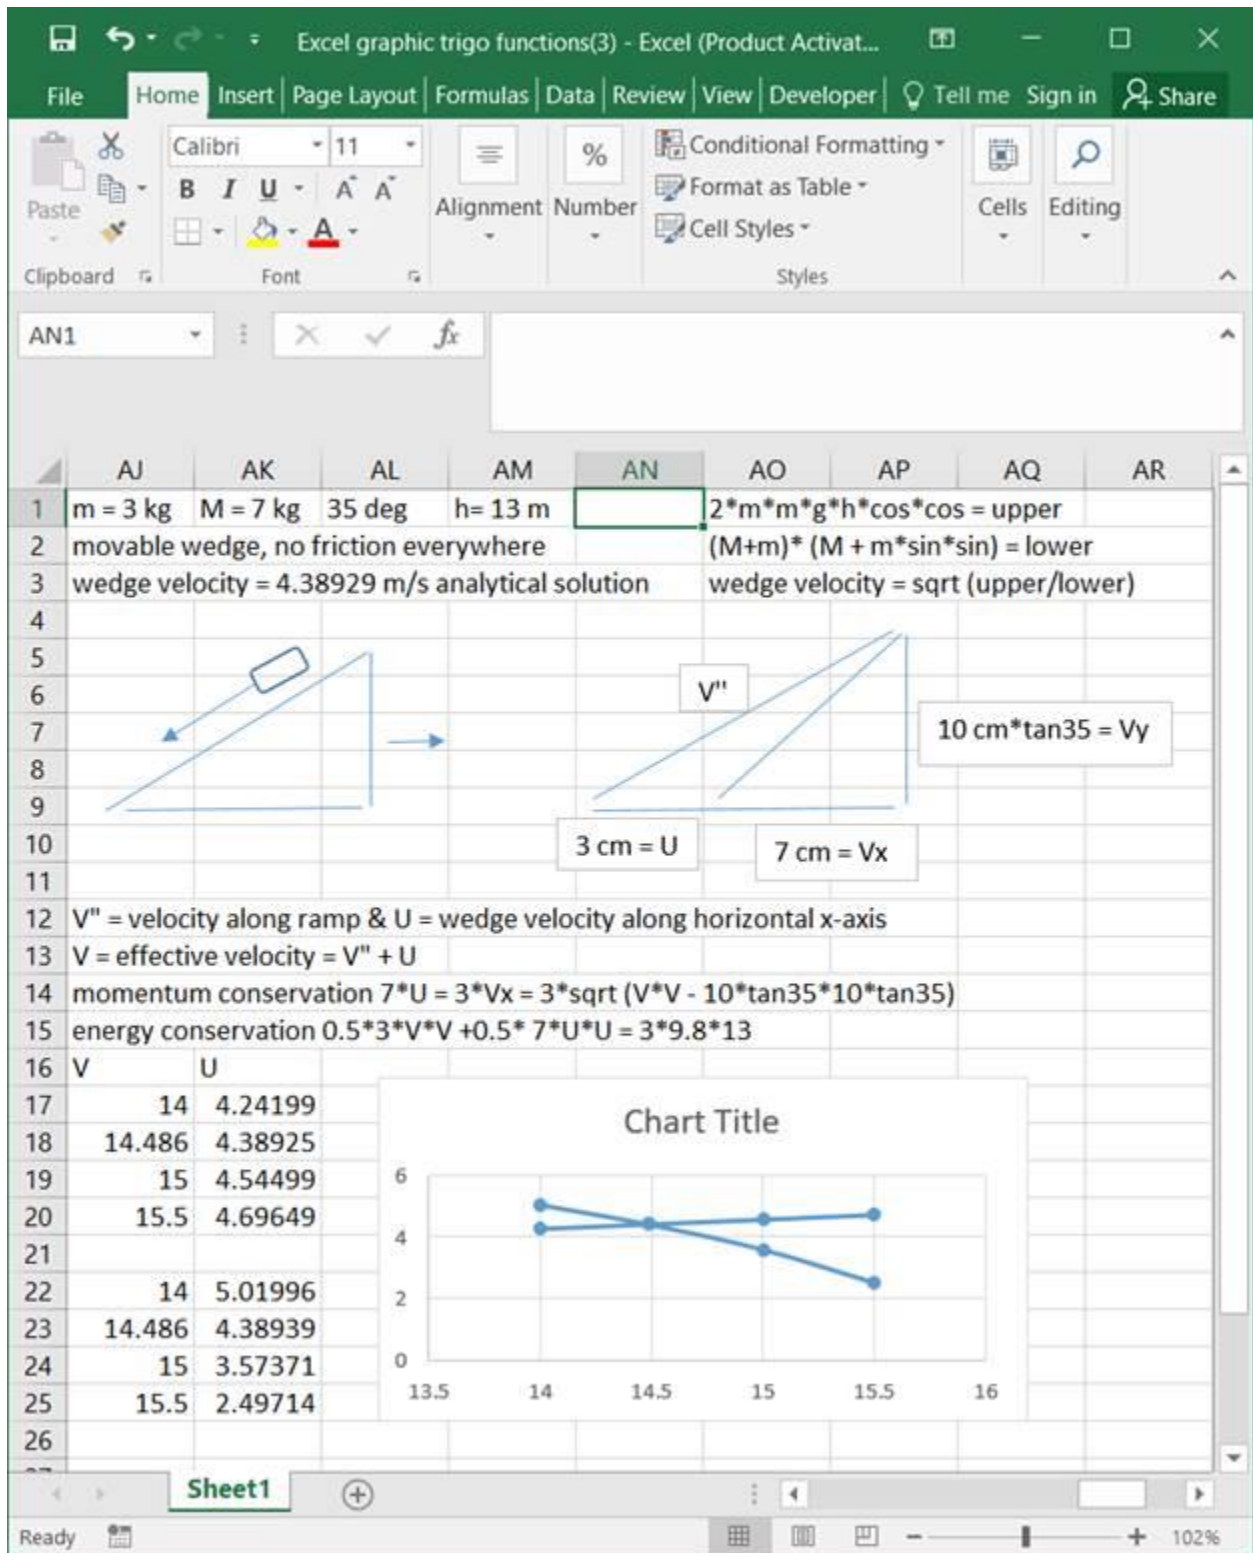 Excel graphic trigo functions(3) - Excel (Product Activat...
File Home Insert Page Layout Formulas Data Review View Developer Tell me Sign in Share
Paste
Calibri 11
B I U A A
A
Alignment
%
Number
Conditional Formatting
Format as Table
Cell Styles
Cells
Editing
Clipboard Font Styles
AN1 fx
AJ AK AL AM AN AO AP AQ AR
1 m = 3 kg M = 7 kg 35 deg h= 13 m 2*m*m*g*h*cos*cos = upper
2 movable wedge, no friction everywhere (M+m)* (M + m*sin*sin) = lower
3 wedge velocity = 4.38929 m/s analytical solution wedge velocity = sqrt (upper/lower)
4
5
6 V"
7 10 cm*tan35 = Vy
8
9
10 3 cm = U 7 cm = Vx
11
12 V" = velocity along ramp & U = wedge velocity along horizontal x-axis
13 V = effective velocity = V" + U
14 momentum conservation 7*U = 3*Vx = 3*sqrt (V*V - 10*tan35*10*tan35)
15 energy conservation 0.5*3*V*V +0.5* 7*U*U = 3*9.8*13
16 V U
17 14 4.24199
18 14.486 4.38925
19 15 4.54499
20 15.5 4.69649
21
22 14 5.01996
23 14.486 4.38939
24 15 3.57371
25 15.5 2.49714
26
Chart Title
6
4
2
0
13.5 14 14.5 15 15.5 16
Sheet1
Ready 102%